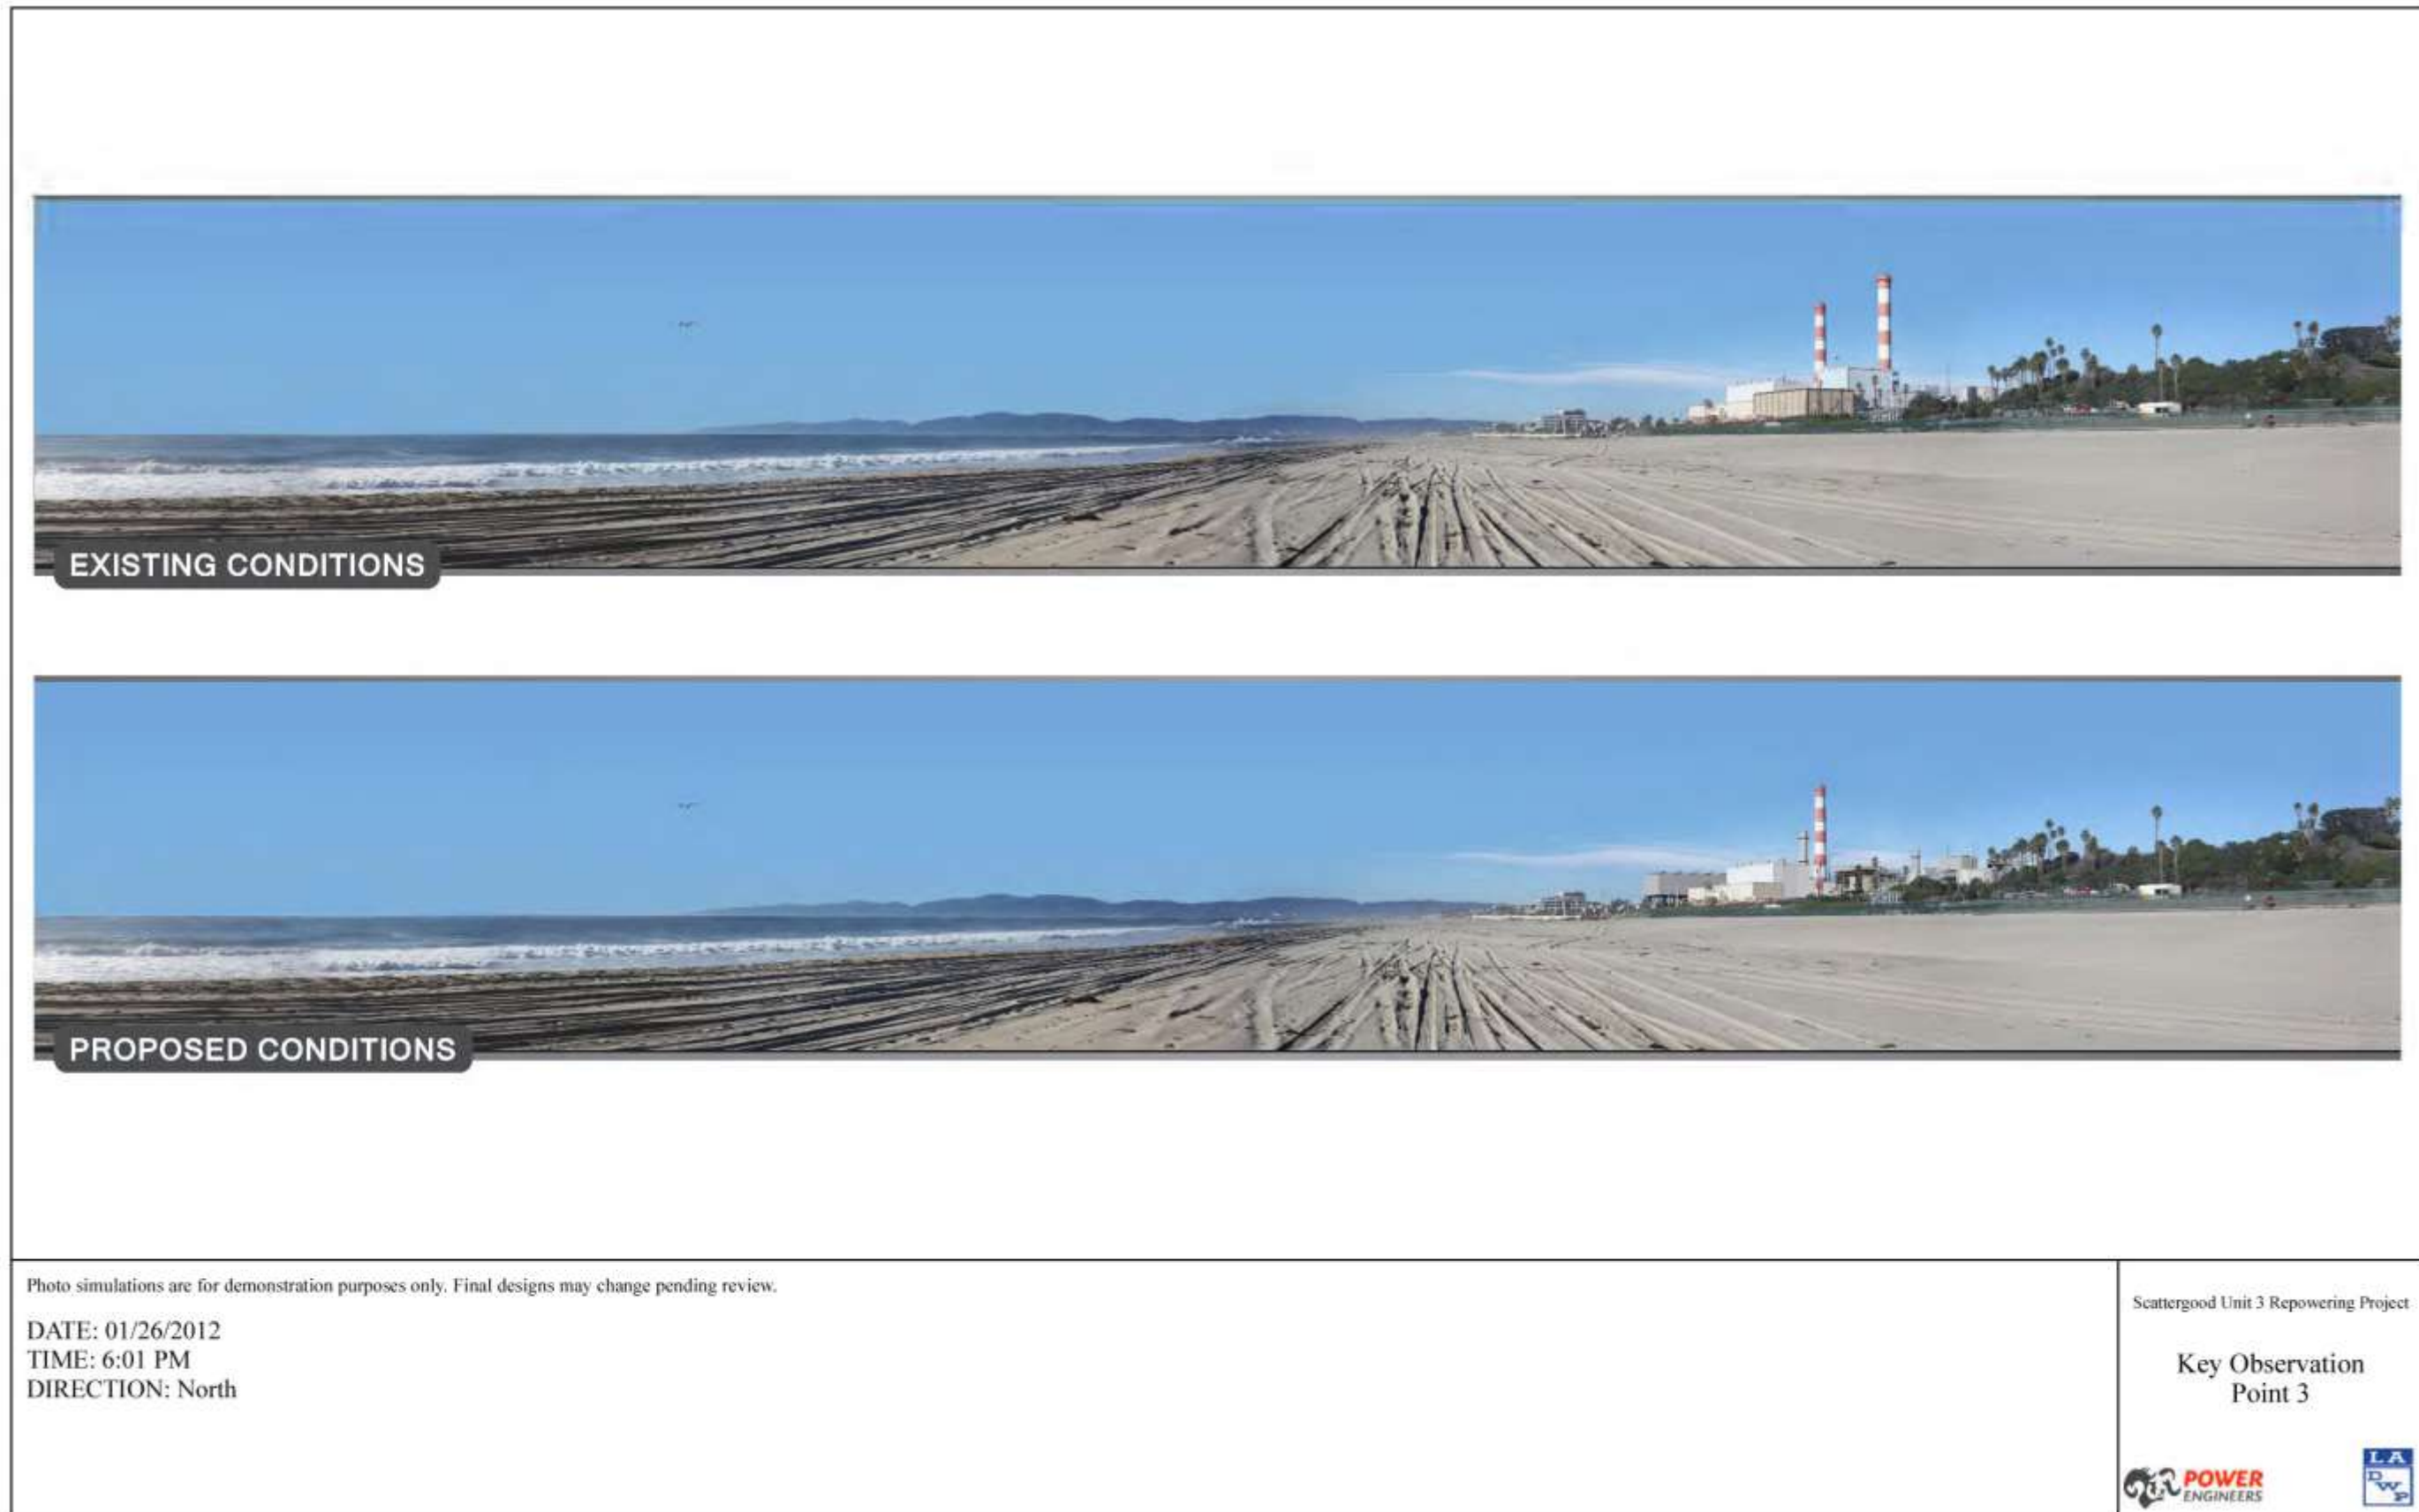 EXISTING CONDITIONS
PROPOSED CONDITIONS
Photo simulations are for demonstration purposes only. Final designs may change pending review.
DATE: 01/26/2012
TIME: 6:01 PM
DIRECTION: North
Scattergood Unit 3 Repowering Project
Key Observation
Point 3
POWER
ENGINEERS
LA
DWP